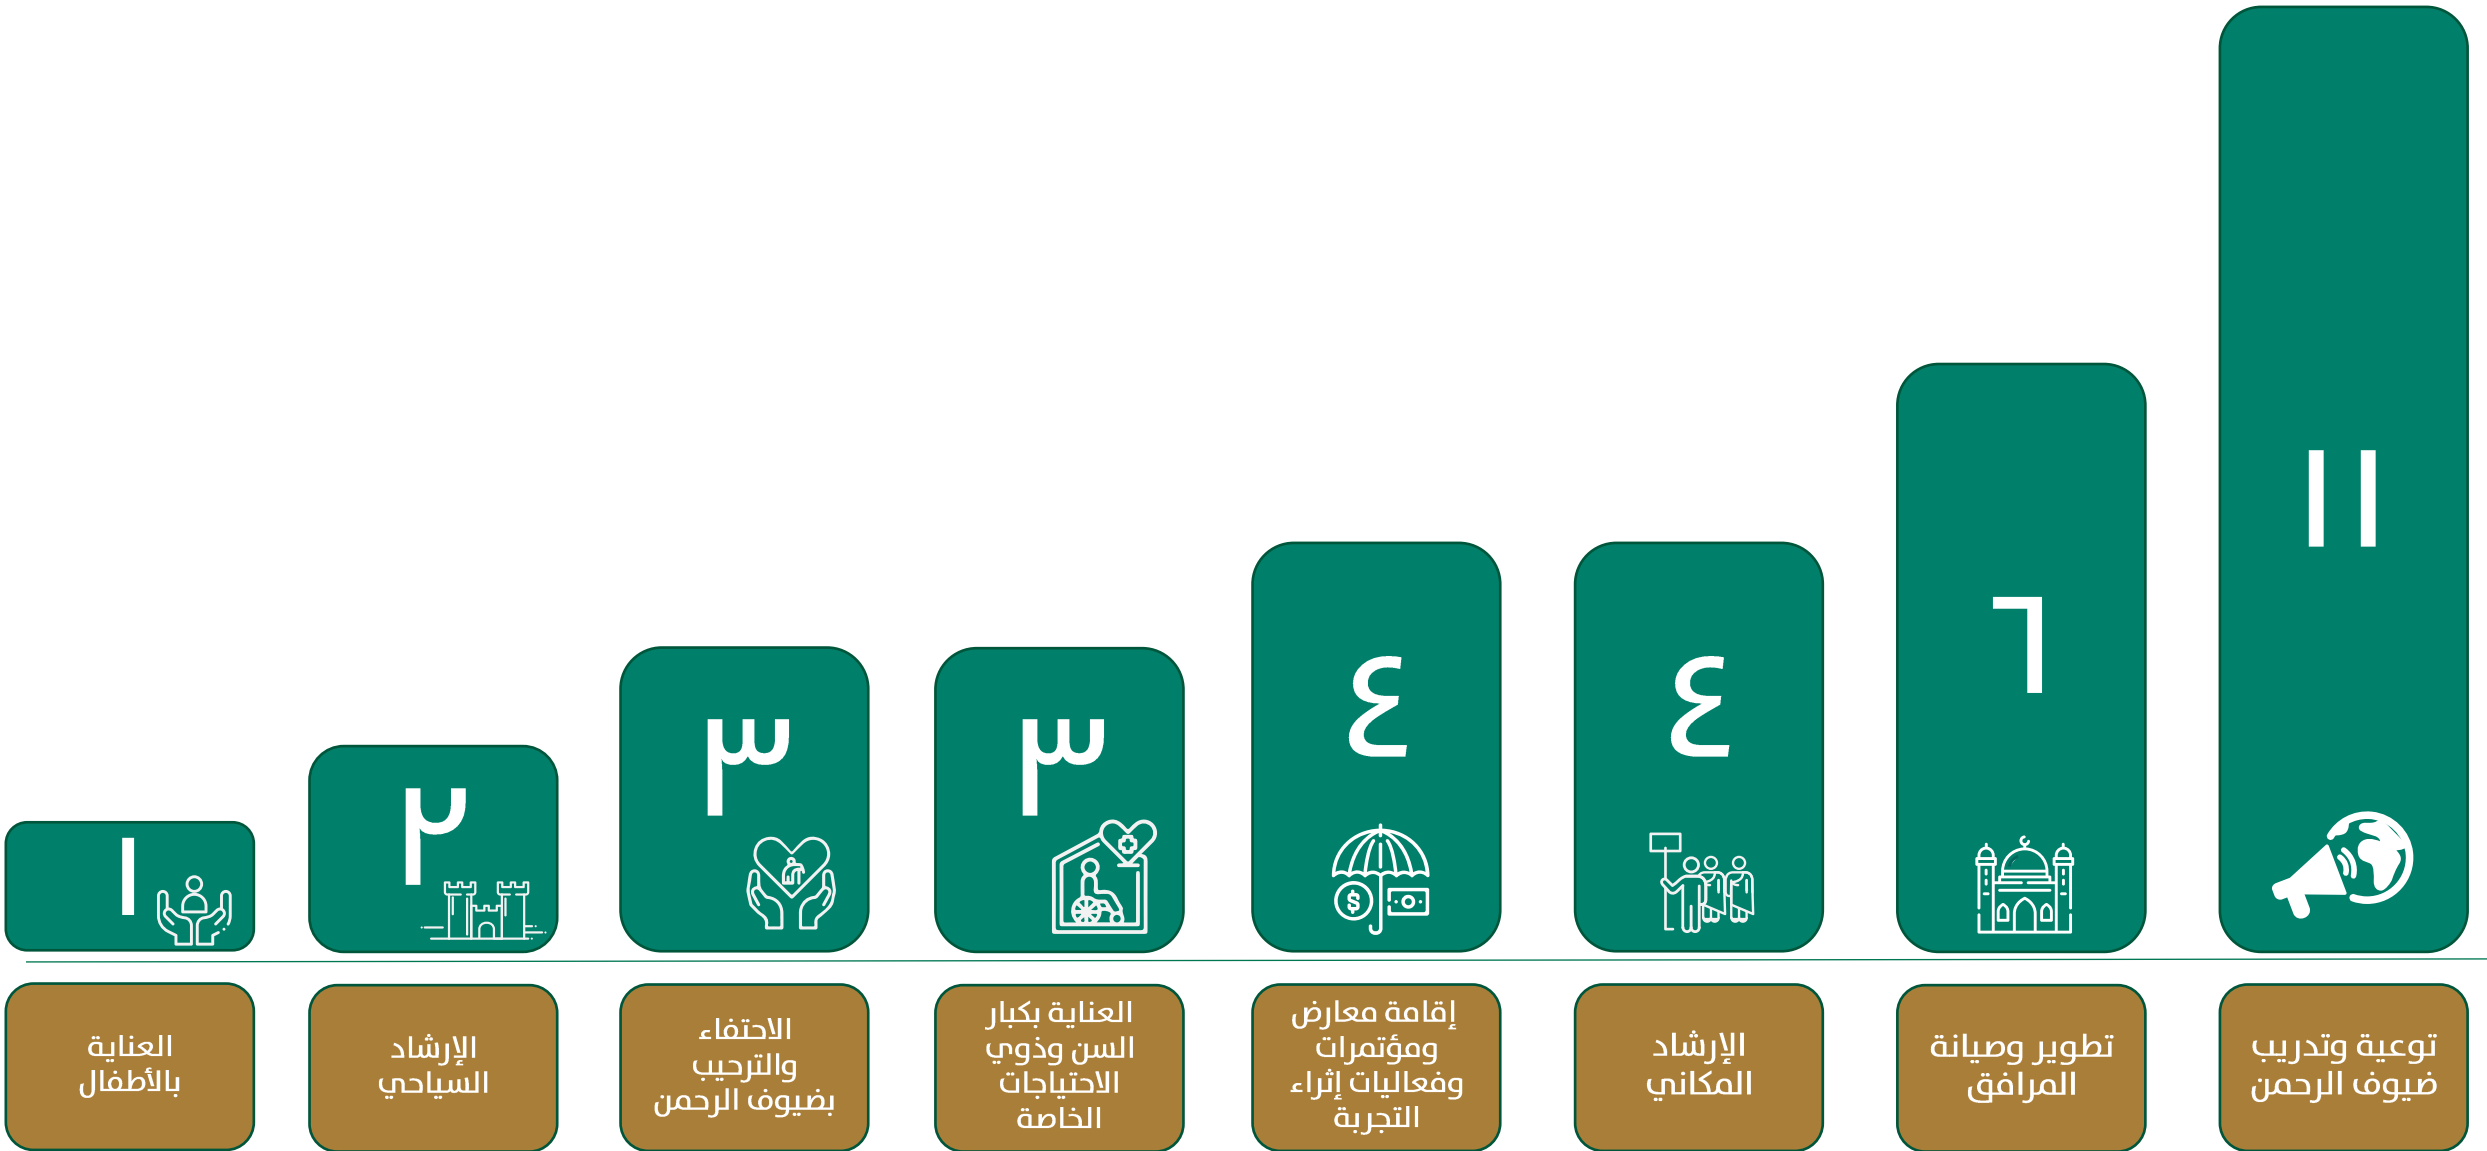 ١١
توعية وتدريب
ضيوف الرحمن
٦
تطوير وصيانة
المرافق
٤
الإرشاد
المكاني
٤
إقامة معارض
ومؤتمرات
وفعاليات إثراء
التجربة
٣
العناية بكبار
السن وذوي
الاحتياجات
الخاصة
٣
الاحتفاء
والترحيب
بضيوف الرحمن
٢
الإرشاد
السياحي
١
العناية
بالأطفال